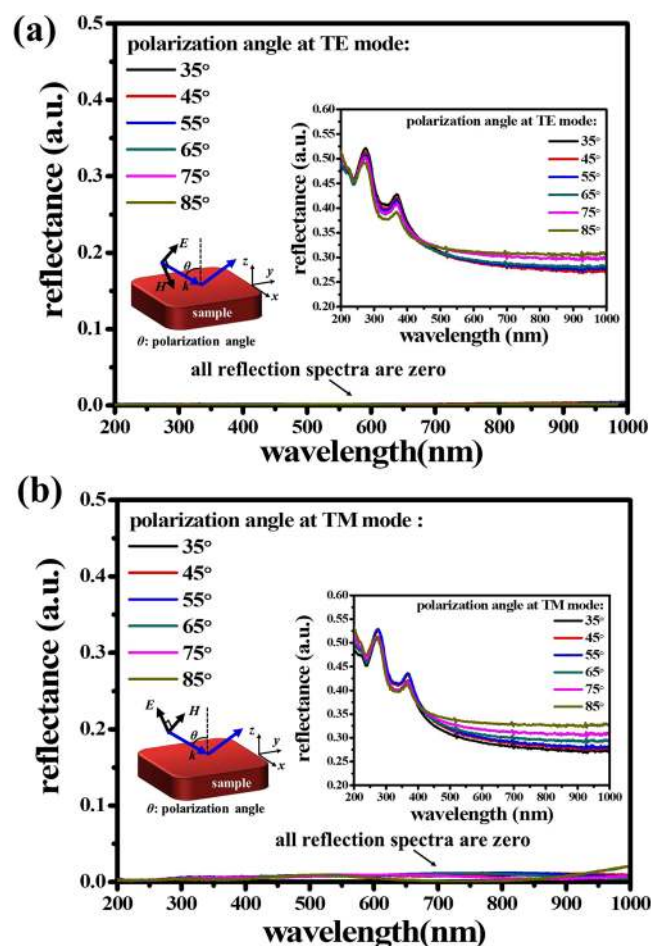 (a)
polarization angle at TE mode:
35°
45°
55°
65°
75°
85°
reflectance (a.u.)
0.5
0.4
0.3
0.2
0.1
0.0
200 300 400 500 600 700 800 900 1000
wavelength(nm)
E
H
θ
k
z
y
x
sample
θ: polarization angle
all reflection spectra are zero
polarization angle at TE mode:
35°
45°
55°
65°
75°
85°
reflectance (a.u.)
0.60
0.55
0.50
0.45
0.40
0.35
0.30
0.25
0.20
200 300 400 500 600 700 800 900 1000
wavelength (nm)
(b)
polarization angle at TM mode :
35°
45°
55°
65°
75°
85°
reflectance (a.u.)
0.5
0.4
0.3
0.2
0.1
0.0
200 300 400 500 600 700 800 900 1000
wavelength(nm)
E
H
θ
k
z
y
x
sample
θ: polarization angle
all reflection spectra are zero
polarization angle at TM mode:
35°
45°
55°
65°
75°
85°
reflectance (a.u.)
0.60
0.55
0.50
0.45
0.40
0.35
0.30
0.25
0.20
200 300 400 500 600 700 800 900 1000
wavelength (nm)